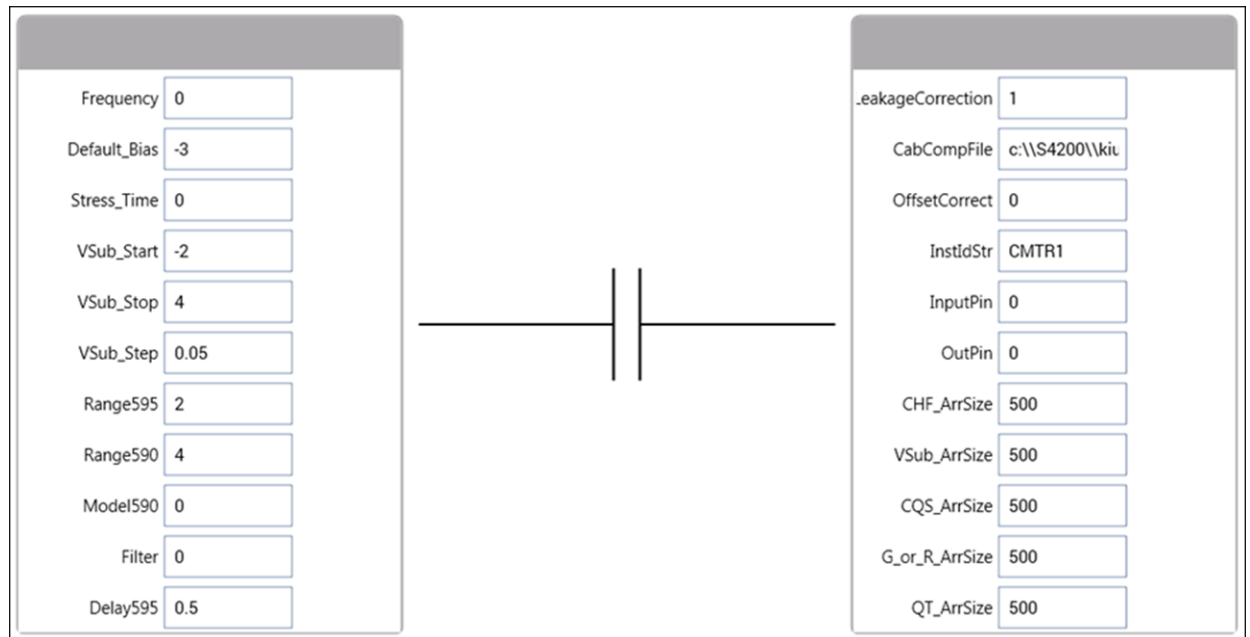 Frequency 0
Default_Bias -3
Stress_Time 0
VSub_Start -2
VSub_Stop 4
VSub_Step 0.05
Range595 2
Range590 4
Model590 0
Filter 0
Delay595 0.5
LeakageCorrection 1
CabCompFile c:\\S4200\\kiu
OffsetCorrect 0
InstIdStr CMTR1
InputPin 0
OutPin 0
CHF_ArrSize 500
VSub_ArrSize 500
CQS_ArrSize 500
G_or_R_ArrSize 500
QT_ArrSize 500